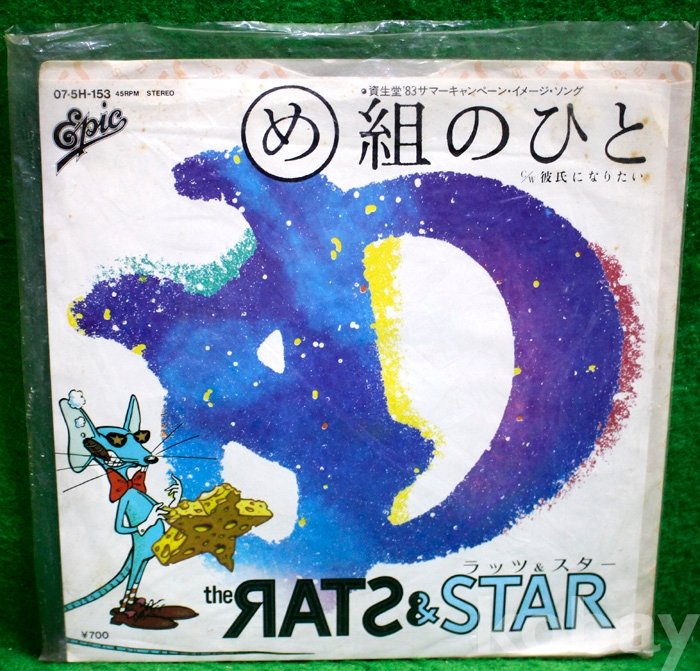 07・5H-153 45RPM STEREO
Epic
●資生堂'83サマーキャンペーン・イメージ・ソング
め組のひと
C/W 彼氏になりたい
ラッツ&スター
the RATS & STAR
¥700